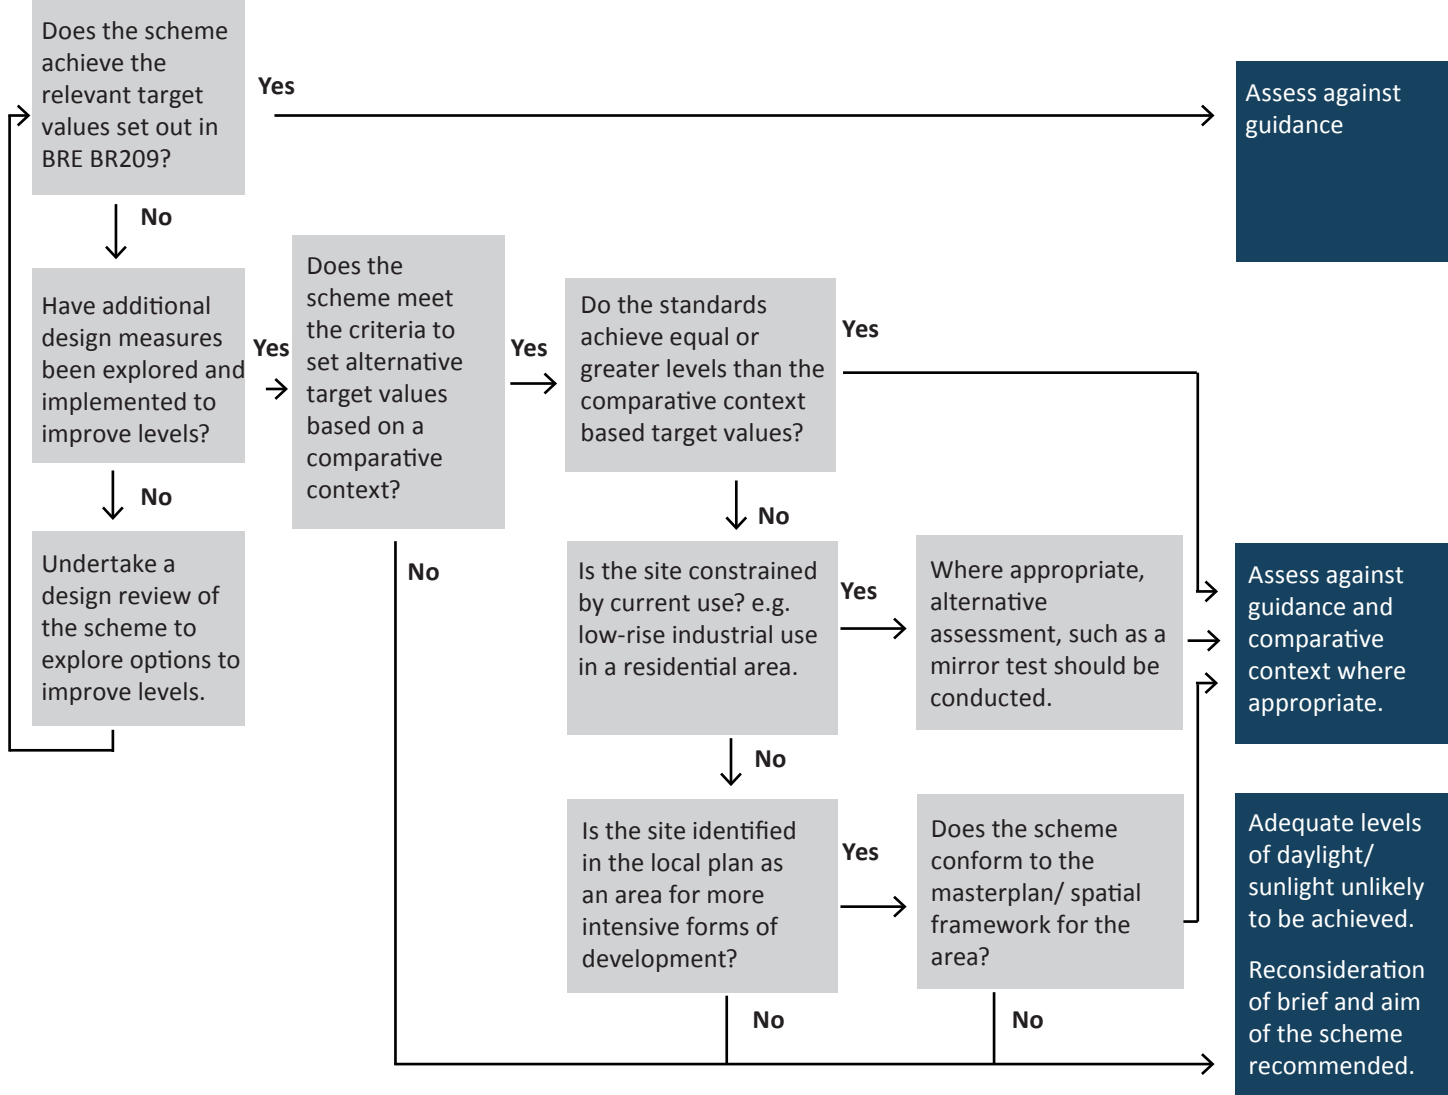 Does the scheme
achieve the
relevant target
values set out in
BRE BR209?
Yes
Assess against
guidance
No
Have additional
design measures
been explored and
implemented to
improve levels?
Yes
Does the
scheme meet
the criteria to
set alternative
target values
based on a
comparative
context?
Yes
Do the standards
achieve equal or
greater levels than the
comparative context
based target values?
Yes
No
Undertake a
design review of
the scheme to
explore options to
improve levels.
No
No
Is the site constrained
by current use? e.g.
low-rise industrial use
in a residential area.
Yes
Where appropriate,
alternative
assessment, such as a
mirror test should be
conducted.
Assess against
guidance and
comparative
context where
appropriate.
No
Is the site identified
in the local plan as
an area for more
intensive forms of
development?
Yes
Does the scheme
conform to the
masterplan/ spatial
framework for the
area?
No
No
Adequate levels
of daylight/
sunlight unlikely
to be achieved.
Reconsideration
of brief and aim
of the scheme
recommended.